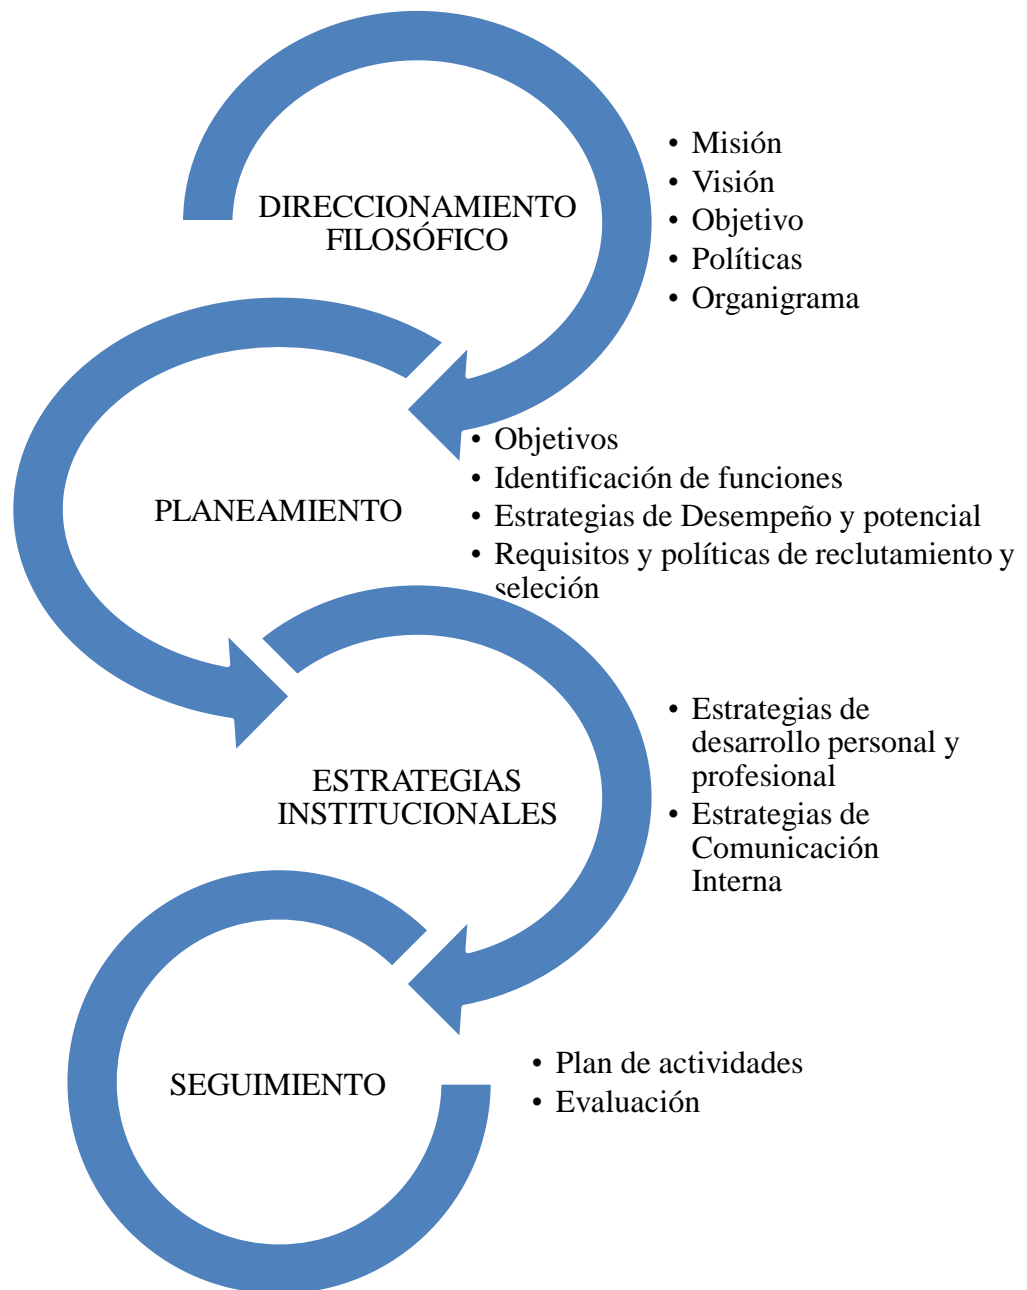 DIRECCIONAMIENTO
FILOSÓFICO
• Misión
• Visión
• Objetivo
• Políticas
• Organigrama
PLANEAMIENTO
• Objetivos
• Identificación de funciones
• Estrategias de Desempeño y potencial
• Requisitos y políticas de reclutamiento y
seleción
ESTRATEGIAS
INSTITUCIONALES
• Estrategias de
desarrollo personal y
profesional
• Estrategias de
Comunicación
Interna
SEGUIMIENTO
• Plan de actividades
• Evaluación